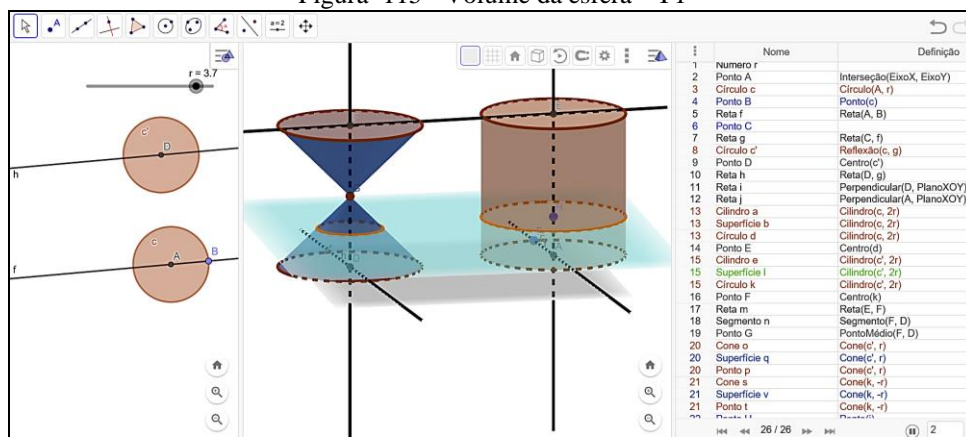 Figura 113 - Volume da esfera – P1
a=2
r = 3.7
c'
D
h
c
A
B
f
Nome
Definição
1 Número r
2 Ponto A Interseção(EixoX, EixoY)
3 Círculo c Círculo(A, r)
4 Ponto B Ponto(c)
5 Reta f Reta(A, B)
6 Ponto C
7 Reta g Reta(C, f)
8 Círculo c' Reflexão(c, g)
9 Ponto D Centro(c')
10 Reta h Reta(D, g)
11 Reta i Perpendicular(D, PlanoXOY)
12 Reta j Perpendicular(A, PlanoXOY)
13 Cilindro a Cilindro(c, 2r)
13 Superfície b Cilindro(c, 2r)
13 Círculo d Cilindro(c, 2r)
14 Ponto E Centro(d)
15 Cilindro e Cilindro(c', 2r)
15 Superfície l Cilindro(c', 2r)
15 Círculo k Cilindro(c', 2r)
16 Ponto F Centro(k)
17 Reta m Reta(E, F)
18 Segmento n Segmento(F, D)
19 Ponto G PontoMédio(F, D)
20 Cone o Cone(c', r)
20 Superfície q Cone(c', r)
20 Ponto p Cone(c', r)
21 Cone s Cone(k, -r)
21 Superfície v Cone(k, -r)
21 Ponto t Cone(k, -r)
26 / 26
2